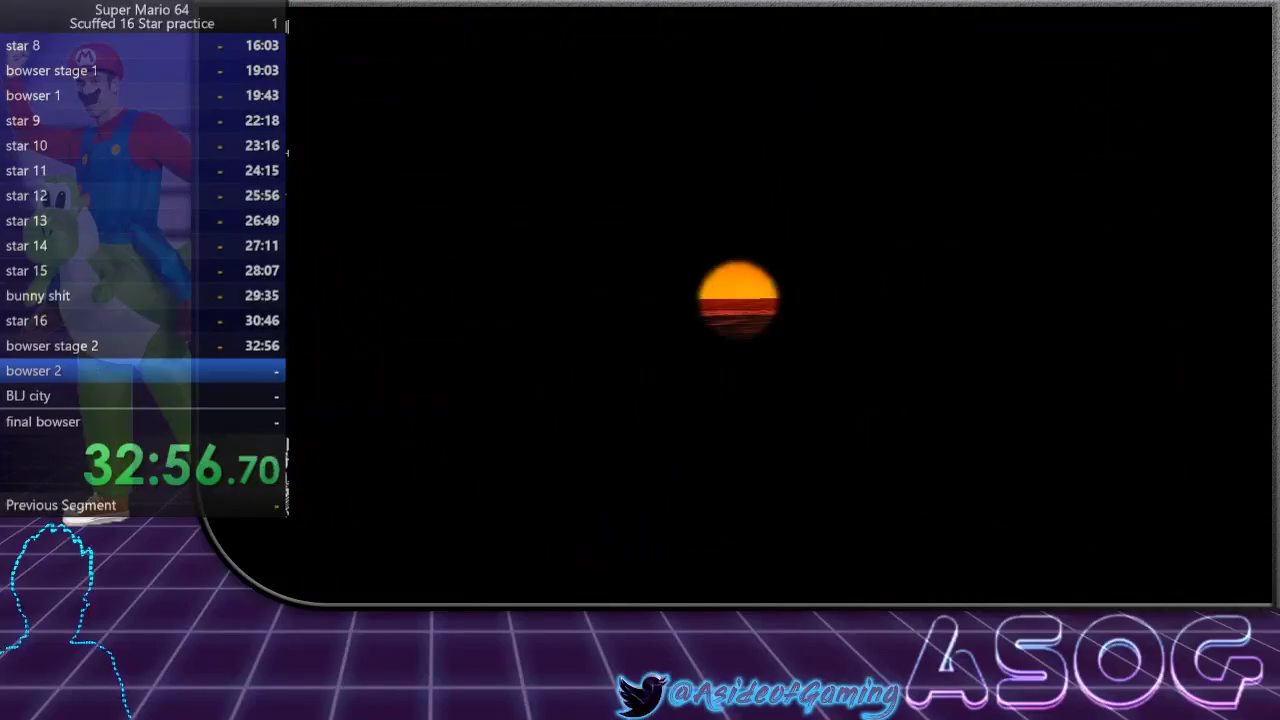 Super Mario 64
Scuffed 16 Star practice 1
star 8 - 16:03
bowser stage 1 - 19:03
bowser 1 - 19:43
star 9 - 22:18
star 10 - 23:16
star 11 - 24:15
star 12 - 25:56
star 13 - 26:49
star 14 - 27:11
star 15 - 28:07
bunny shit - 29:35
star 16 - 30:46
bowser stage 2 - 32:56
bowser 2 -
BLJ city -
final bowser -
32:56.70
Previous Segment -
@AsideofGaming
ASOG